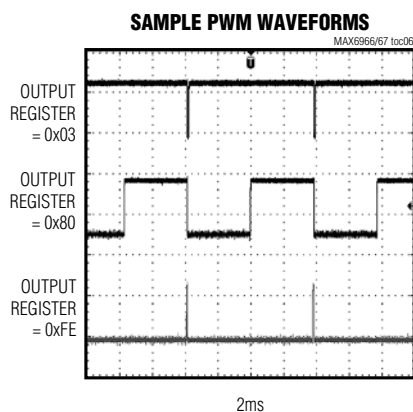 SAMPLE PWM WAVEFORMS
MAX6966/67 toc06
T
OUTPUT
REGISTER
= 0x03
OUTPUT
REGISTER
= 0x80
OUTPUT
REGISTER
= 0xFE
2ms